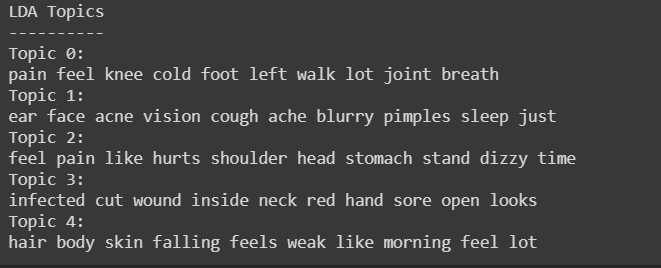 LDA Topics
----------
Topic 0:
pain feel knee cold foot left walk lot joint breath
Topic 1:
ear face acne vision cough ache blurry pimples sleep just
Topic 2:
feel pain like hurts shoulder head stomach stand dizzy time
Topic 3:
infected cut wound inside neck red hand sore open looks
Topic 4:
hair body skin falling feels weak like morning feel lot